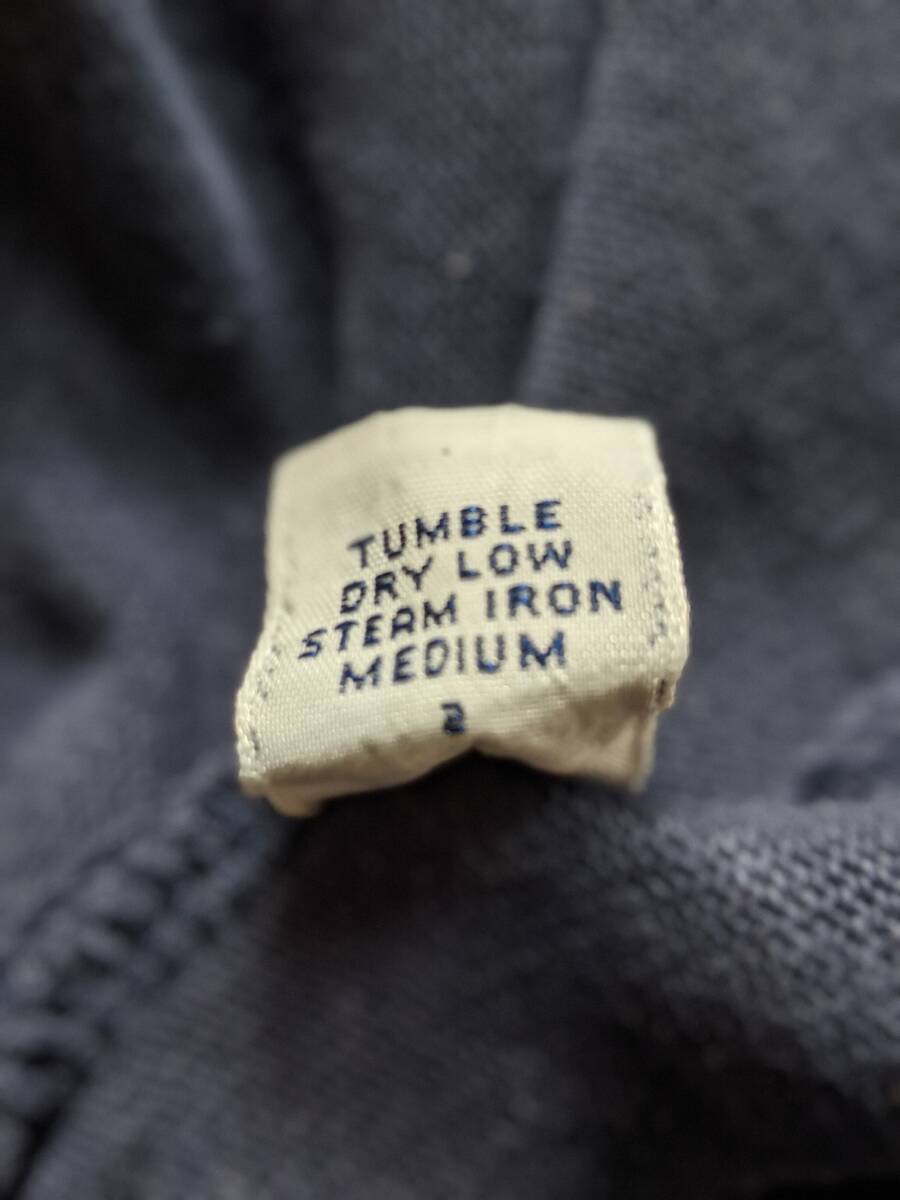 TUMBLE
DRY LOW
STEAM IRON
MEDIUM
2